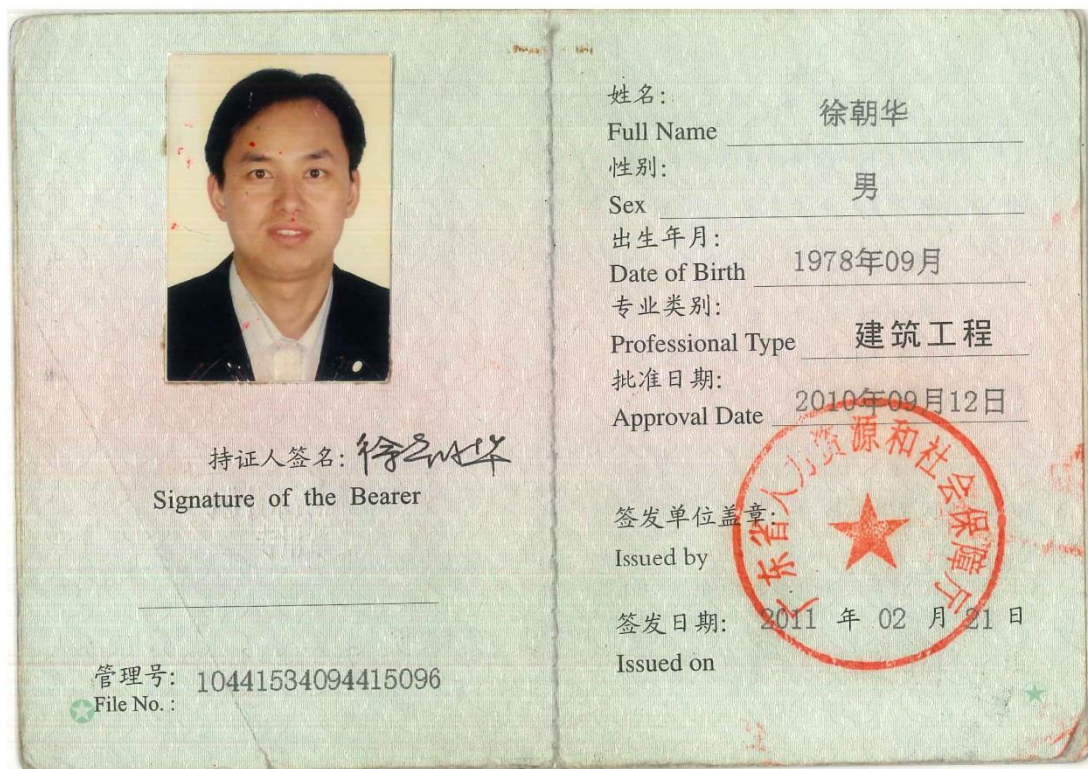 持证人签名: 徐朝华
Signature of the Bearer
管理号: 10441534094415096
File No. :
姓名: 徐朝华
Full Name
性别: 男
Sex
出生年月: 1978年09月
Date of Birth
专业类别:
Professional Type 建筑工程
批准日期: 2010年09月12日
Approval Date
广东省人力资源和社会保障厅
签发单位盖章:
Issued by
签发日期: 2011 年 02 月 21 日
Issued on